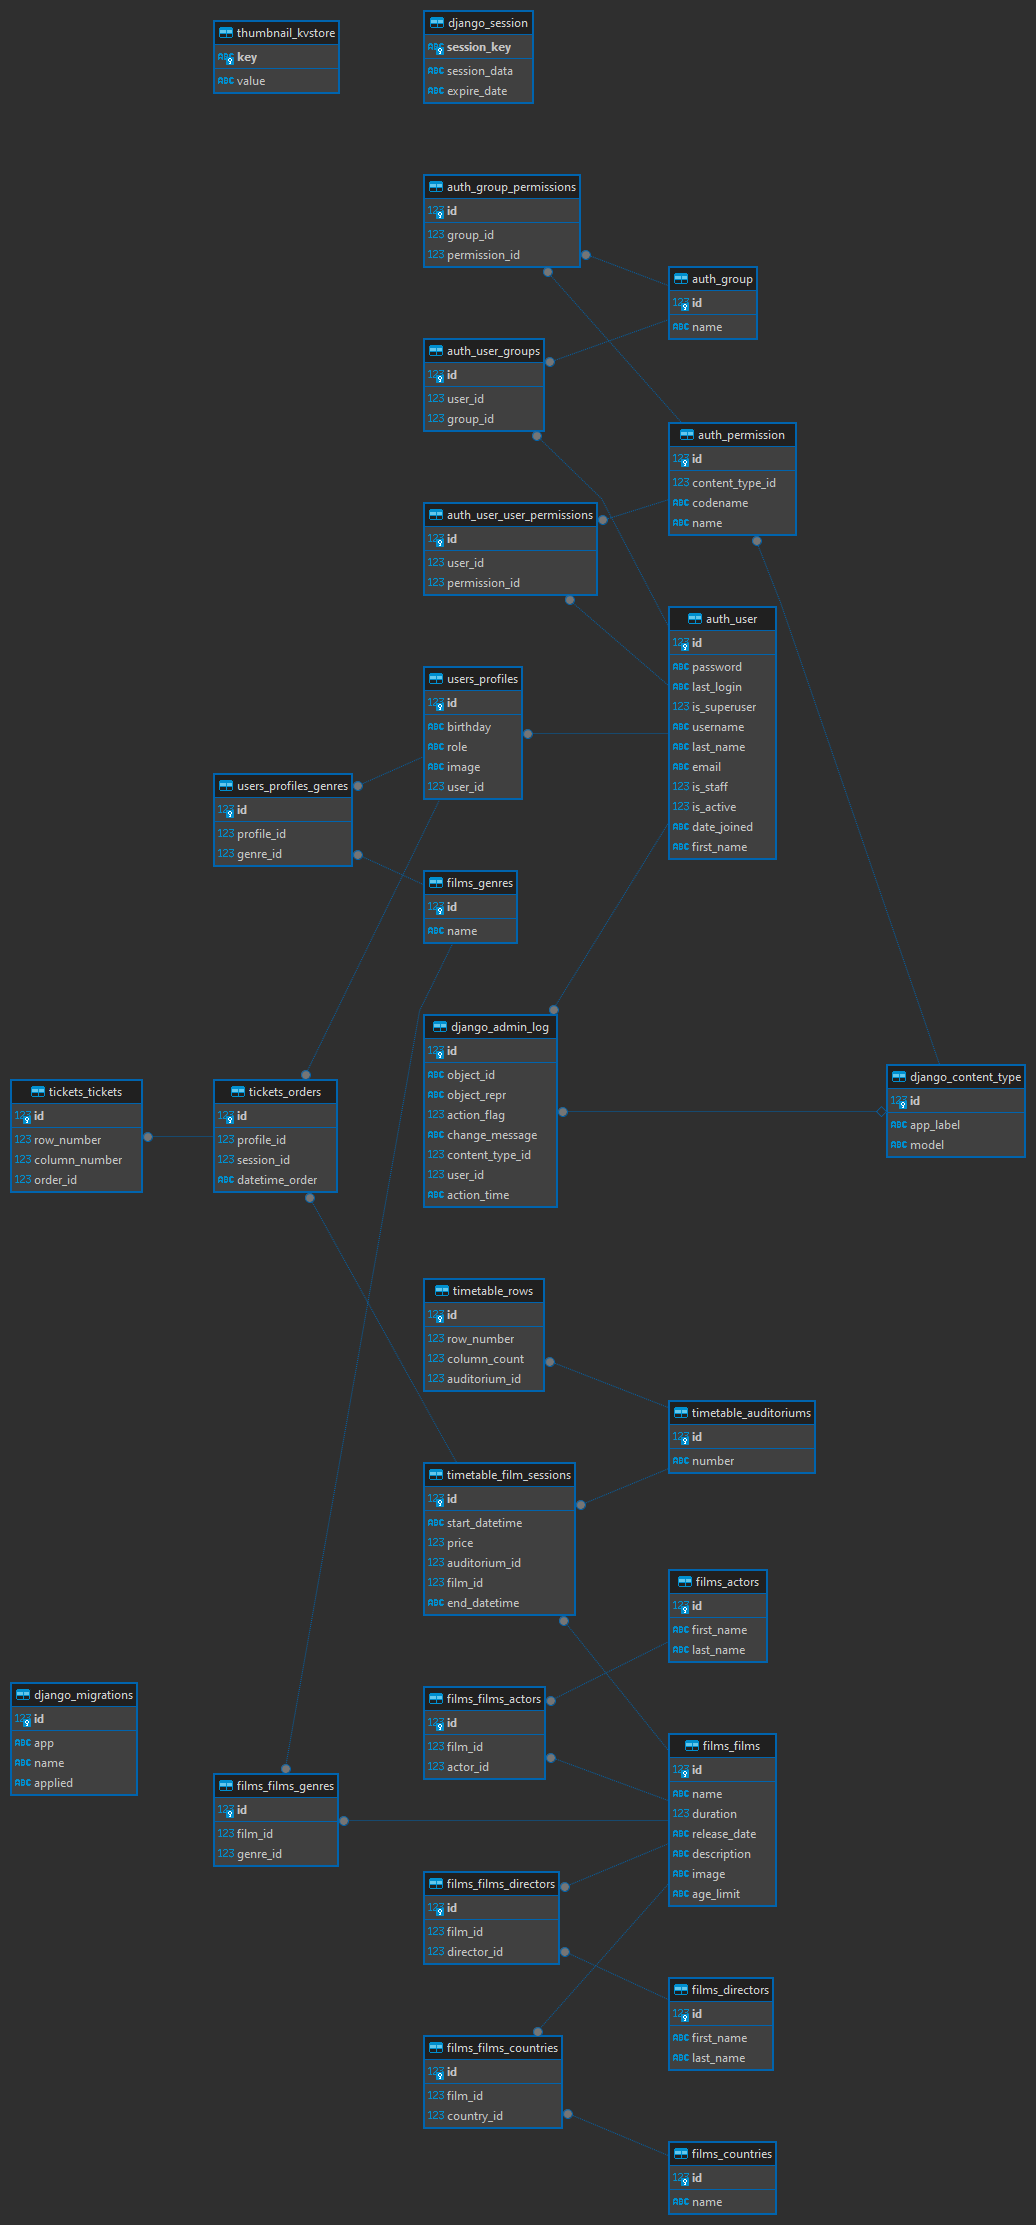 thumbnail_kvstore
ABC key
ABC value
django_session
ABC session_key
ABC session_data
ABC expire_date
auth_group_permissions
123 id
123 group_id
123 permission_id
auth_group
123 id
ABC name
auth_user_groups
123 id
123 user_id
123 group_id
auth_permission
123 id
123 content_type_id
ABC codename
ABC name
auth_user_user_permissions
123 id
123 user_id
123 permission_id
auth_user
123 id
ABC password
ABC last_login
123 is_superuser
ABC username
ABC last_name
ABC email
123 is_staff
123 is_active
ABC date_joined
ABC first_name
users_profiles
123 id
ABC birthday
ABC role
ABC image
123 user_id
users_profiles_genres
123 id
123 profile_id
123 genre_id
films_genres
123 id
ABC name
django_admin_log
123 id
ABC object_id
ABC object_repr
123 action_flag
ABC change_message
123 content_type_id
123 user_id
ABC action_time
django_content_type
123 id
ABC app_label
ABC model
tickets_tickets
123 id
123 row_number
123 column_number
123 order_id
tickets_orders
123 id
123 profile_id
123 session_id
ABC datetime_order
timetable_rows
123 id
123 row_number
123 column_count
123 auditorium_id
timetable_auditoriums
123 id
ABC number
timetable_film_sessions
123 id
ABC start_datetime
123 price
123 auditorium_id
123 film_id
ABC end_datetime
films_actors
123 id
ABC first_name
ABC last_name
django_migrations
123 id
ABC app
ABC name
ABC applied
films_films_actors
123 id
123 film_id
123 actor_id
films_films
123 id
ABC name
123 duration
ABC release_date
ABC description
ABC image
ABC age_limit
films_films_genres
123 id
123 film_id
123 genre_id
films_films_directors
123 id
123 film_id
123 director_id
films_directors
123 id
ABC first_name
ABC last_name
films_films_countries
123 id
123 film_id
123 country_id
films_countries
123 id
ABC name